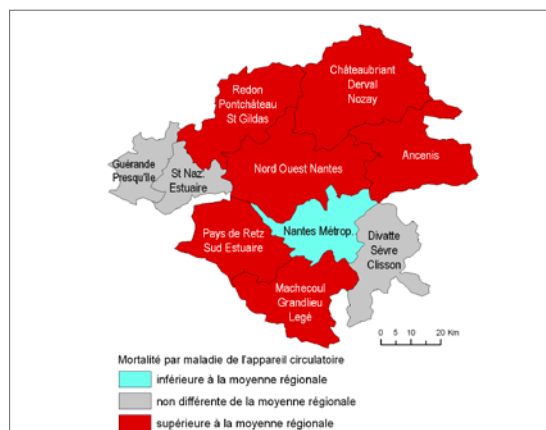 Châteaubriant
Derval
Nozay
Redon
Pontchâteau
St Gildas
Ancenis
Guérande
Presqu'île
St Naz.
Estuaire
Nord Ouest Nantes
Pays de Retz
Sud Estuaire
Nantes Métrop.
Divatte
Sèvre
Clisson
Machecoul
Grandlieu
Legé
0 5 10 20 Km
Mortalité par maladie de l'appareil circulatoire
inférieure à la moyenne régionale
non différente de la moyenne régionale
supérieure à la moyenne régionale